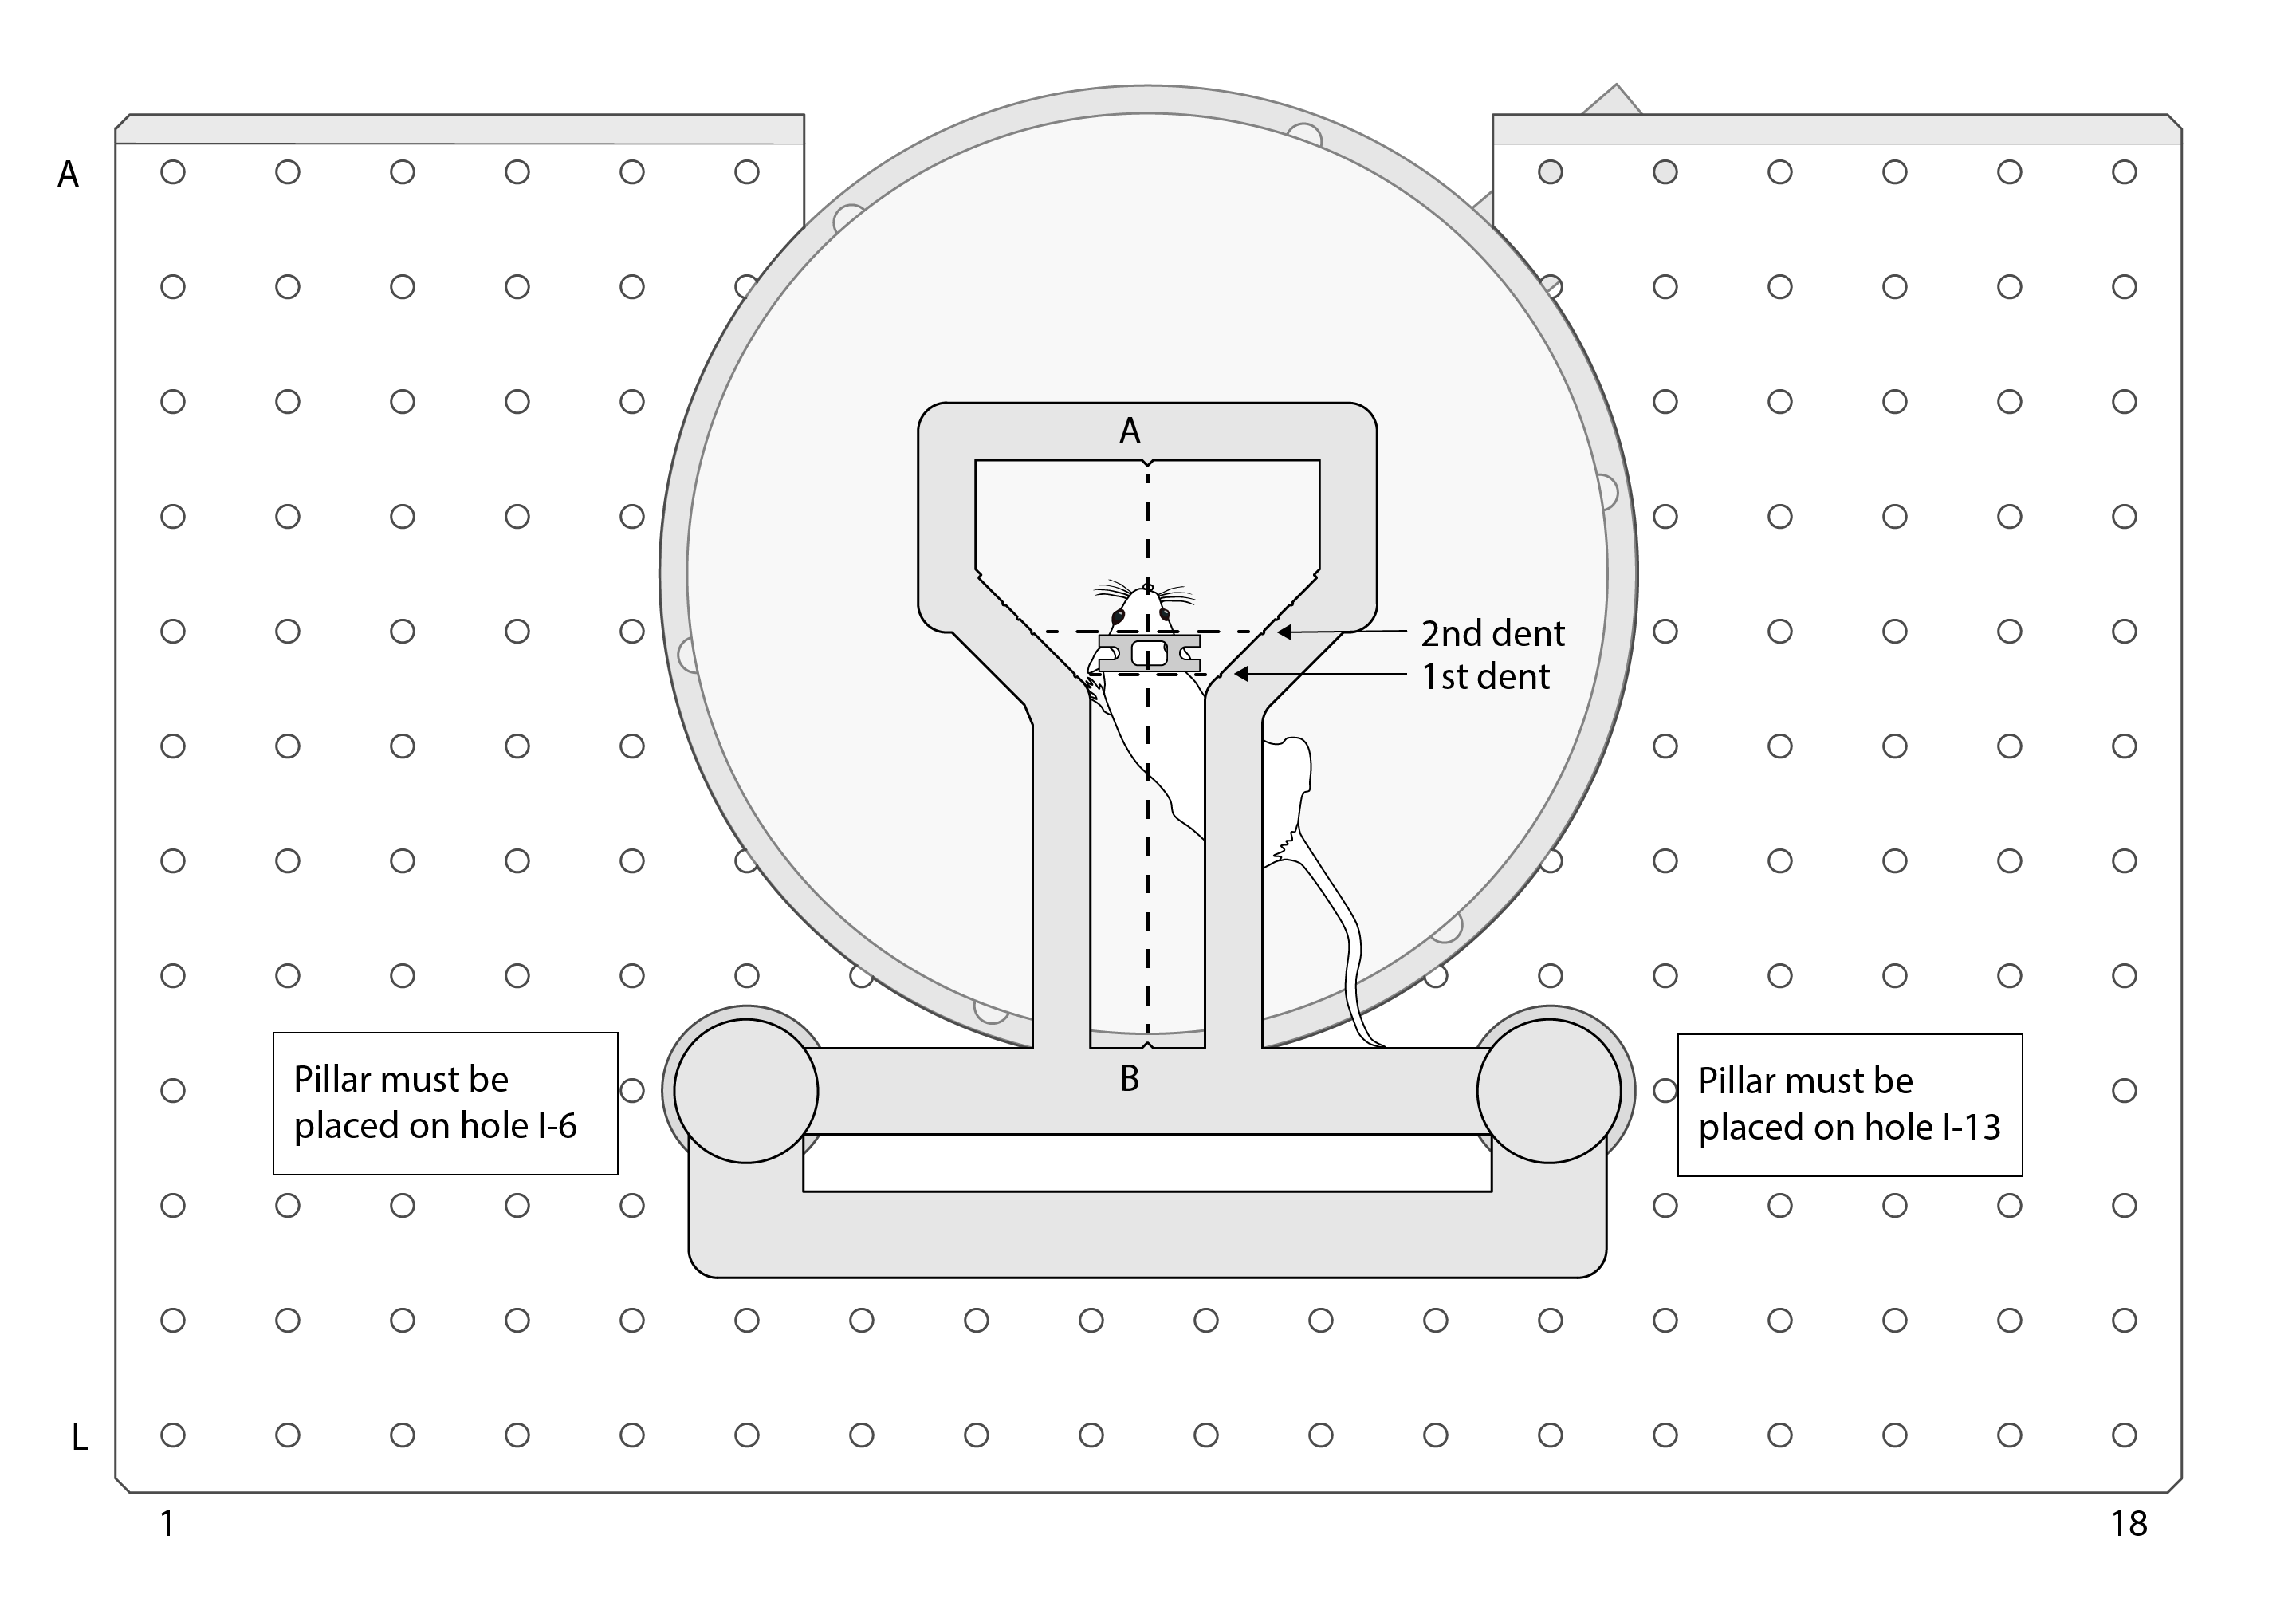 A
A
2nd dent
1st dent
Pillar must be
placed on hole I-6
B
Pillar must be
placed on hole I-13
L
1
18